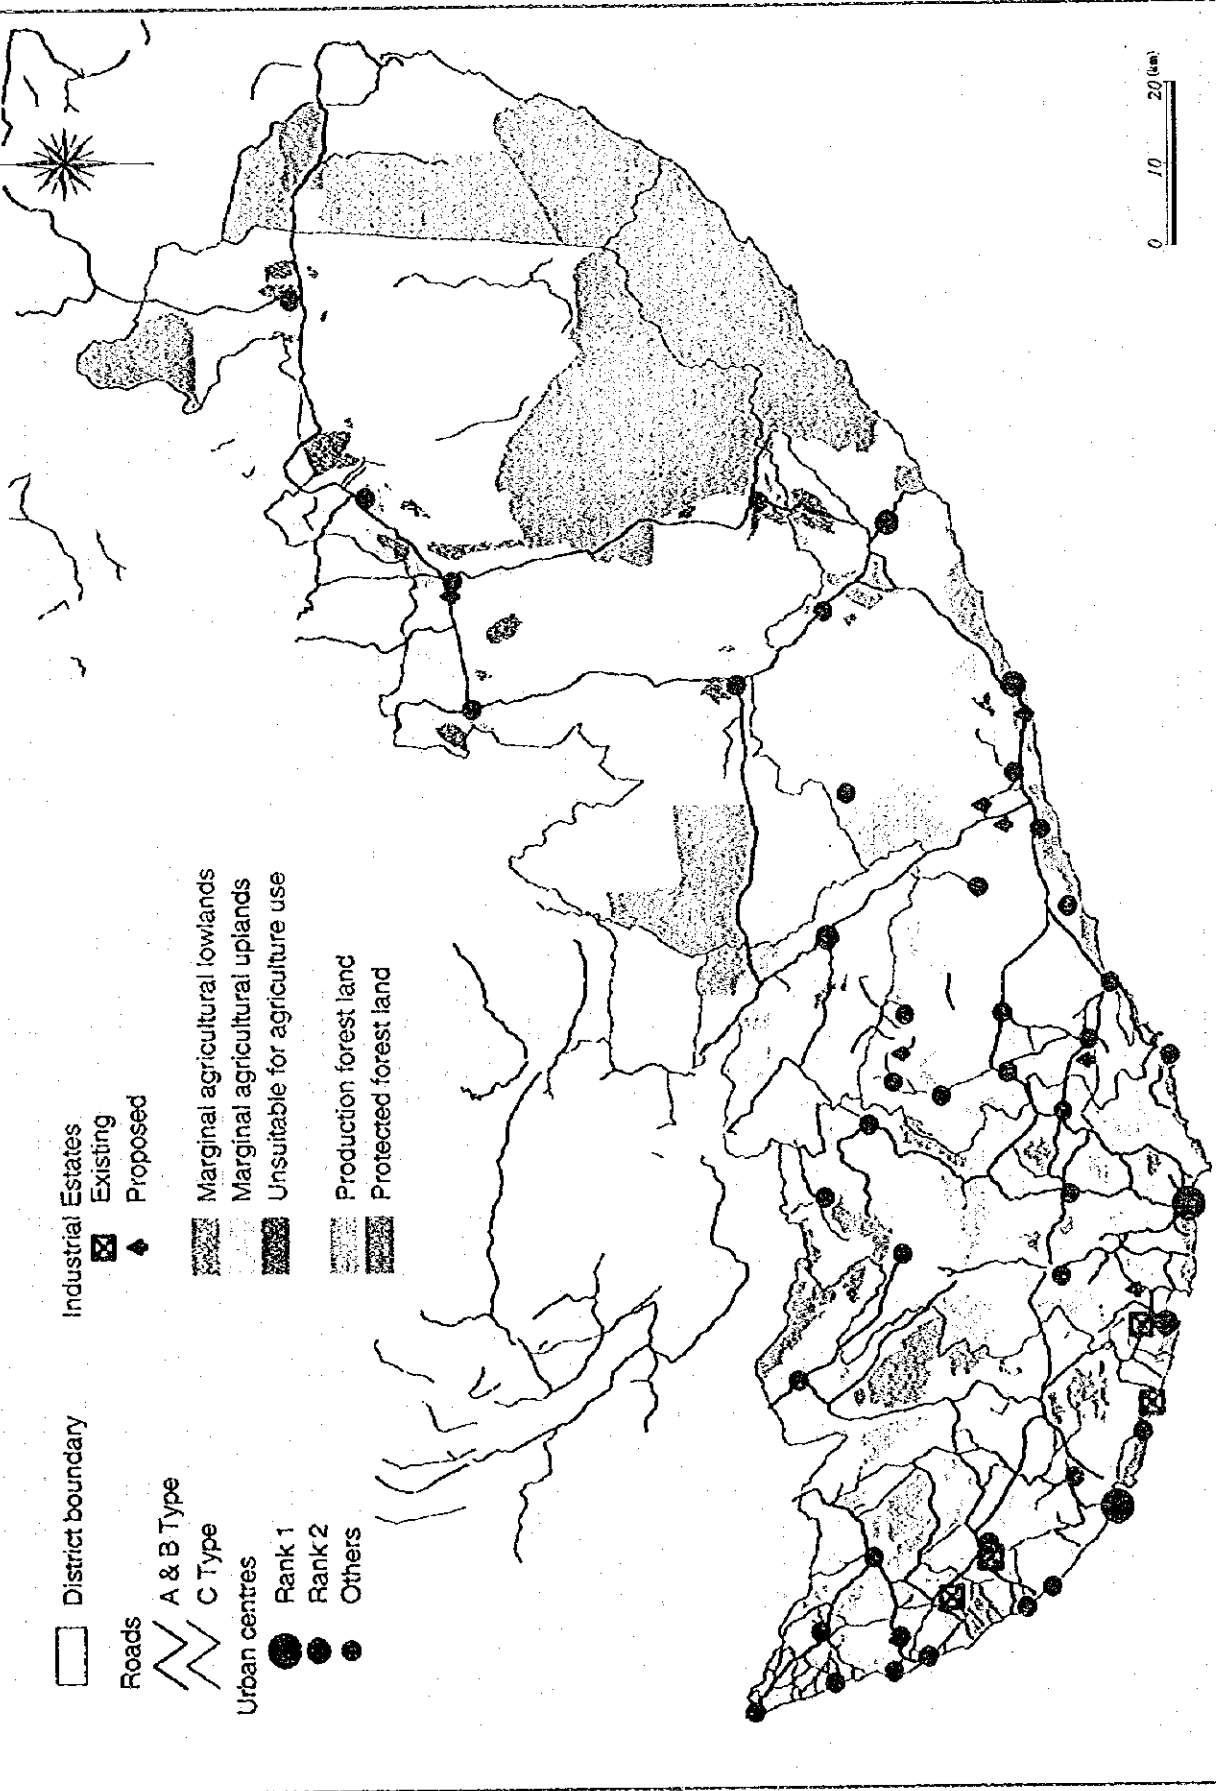 District boundary
Roads
A & B Type
C Type
Urban centres
Rank 1
Rank 2
Others
Industrial Estates
Existing
Proposed
Marginal agricultural lowlands
Marginal agricultural uplands
Unsuitable for agriculture use
Production forest land
Protected forest land
0 10 20 (km)